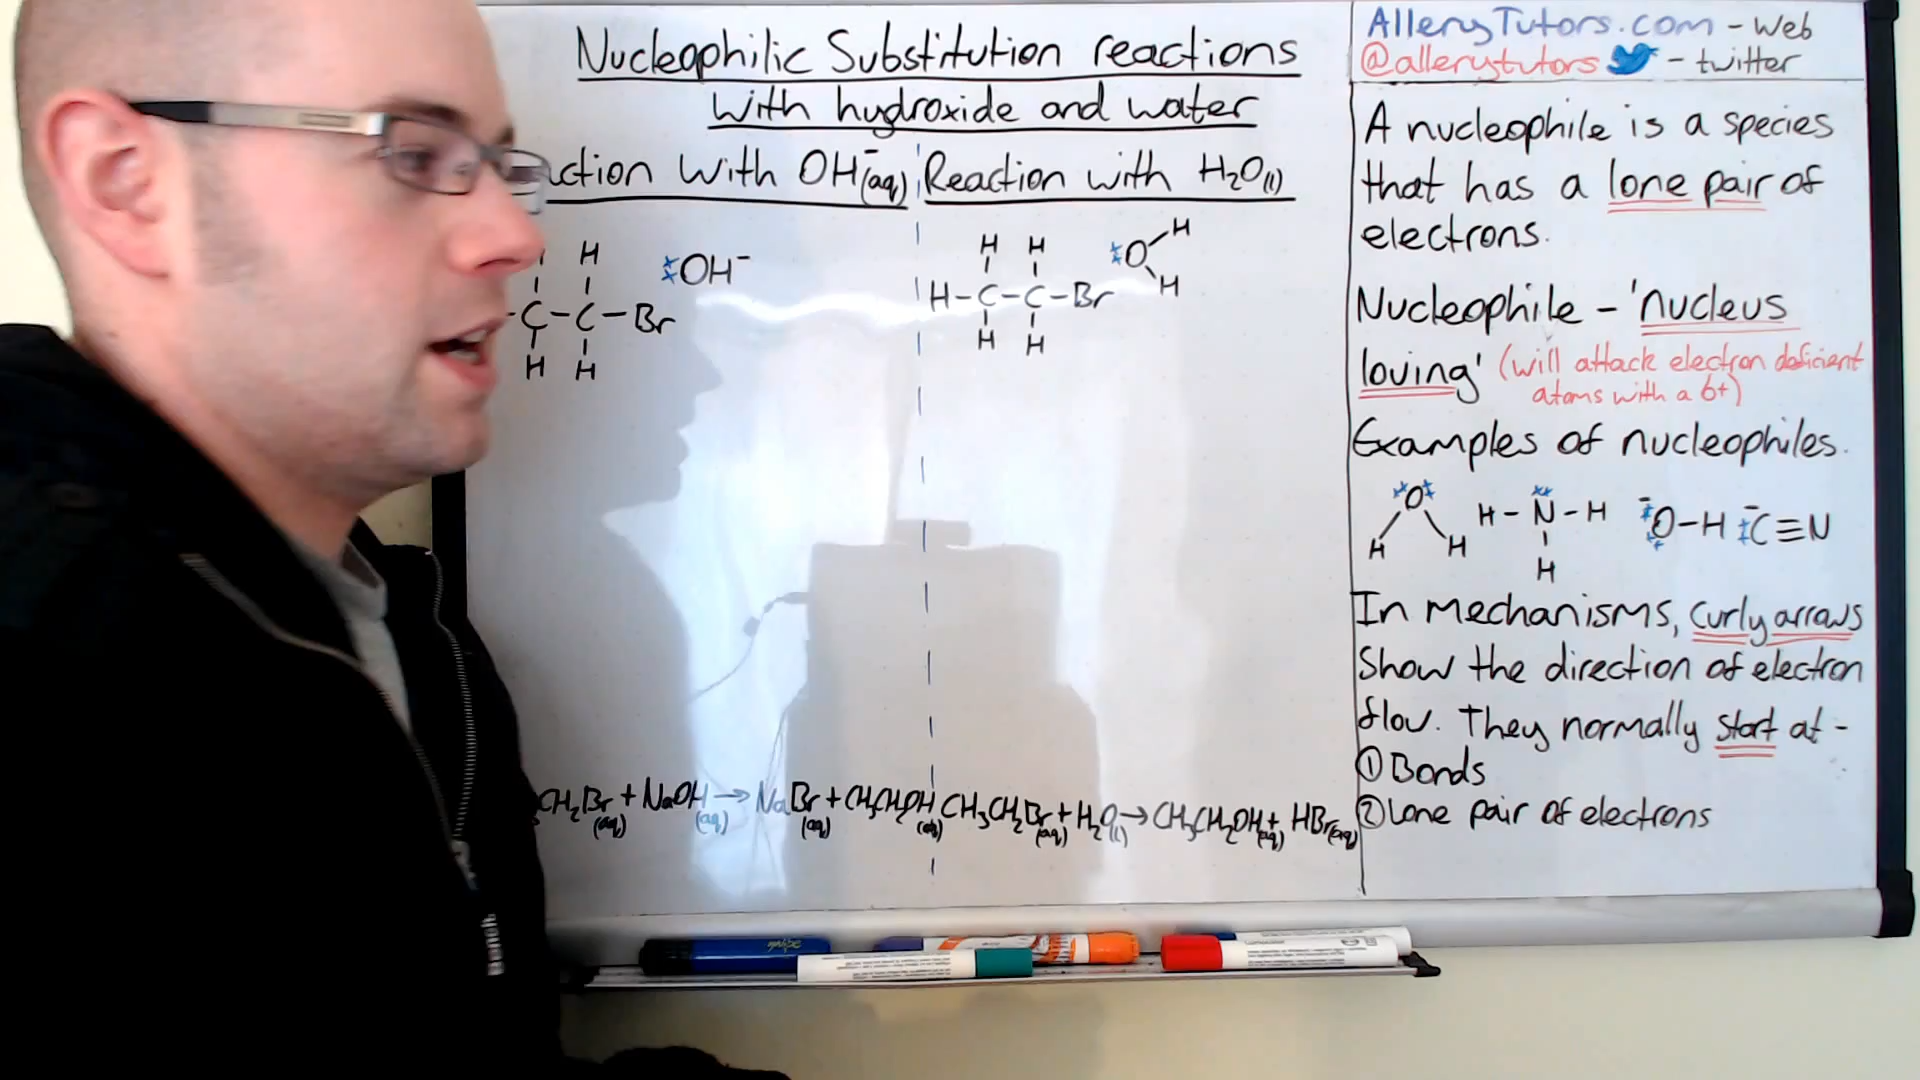 Nucleophilic Substitution reactions
With hydroxide and water
ction With OH⁻(aq)
H
C-C-Br
H H
:OH⁻
Reaction with H₂O(l)
H H
H-C-C-Br
H H
:O
H
H
CH₂Br(aq) + NaOH(aq) → NaBr(aq) + CH₃CH₂OH(aq)
CH₃CH₂Br(aq) + H₂O(l) → CH₃CH₂OH(aq) + HBr(aq)
AlleryTutors.com - Web
@allerytutors - twitter
A nucleophile is a species
that has a lone pair of
electrons.
Nucleophile - 'nucleus
loving' (will attack electron deficient
atoms with a δ+)
Examples of nucleophiles.
O
H H
H-N-H
H
⁻O-H
⁻C≡N
In Mechanisms, Curly arrows
Show the direction of electron
flow. They normally start at -
① Bonds
② Lone pair of electrons
Bench